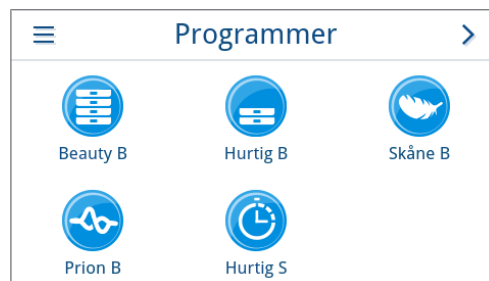 Programmer
Beauty B
Hurtig B
Skåne B
Prion B
Hurtig S